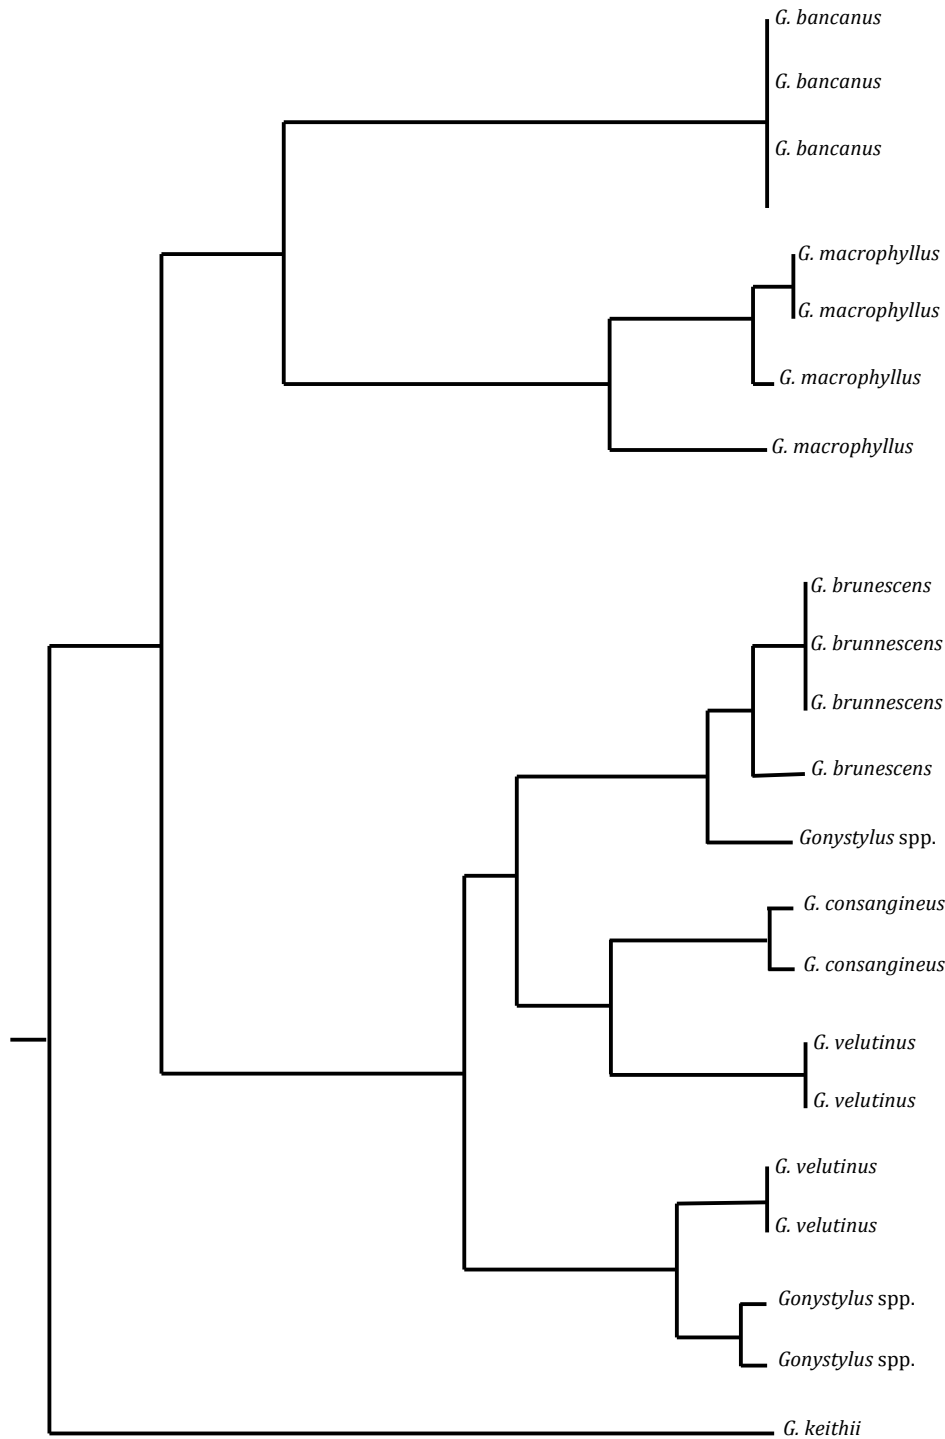 G. bancanus
G. bancanus
G. bancanus
G. macrophyllus
G. macrophyllus
G. macrophyllus
G. macrophyllus
G. brunescens
G. brunnescens
G. brunnescens
G. brunescens
Gonystylus spp.
G. consangineus
G. consangineus
G. velutinus
G. velutinus
G. velutinus
G. velutinus
Gonystylus spp.
Gonystylus spp.
G. keithii